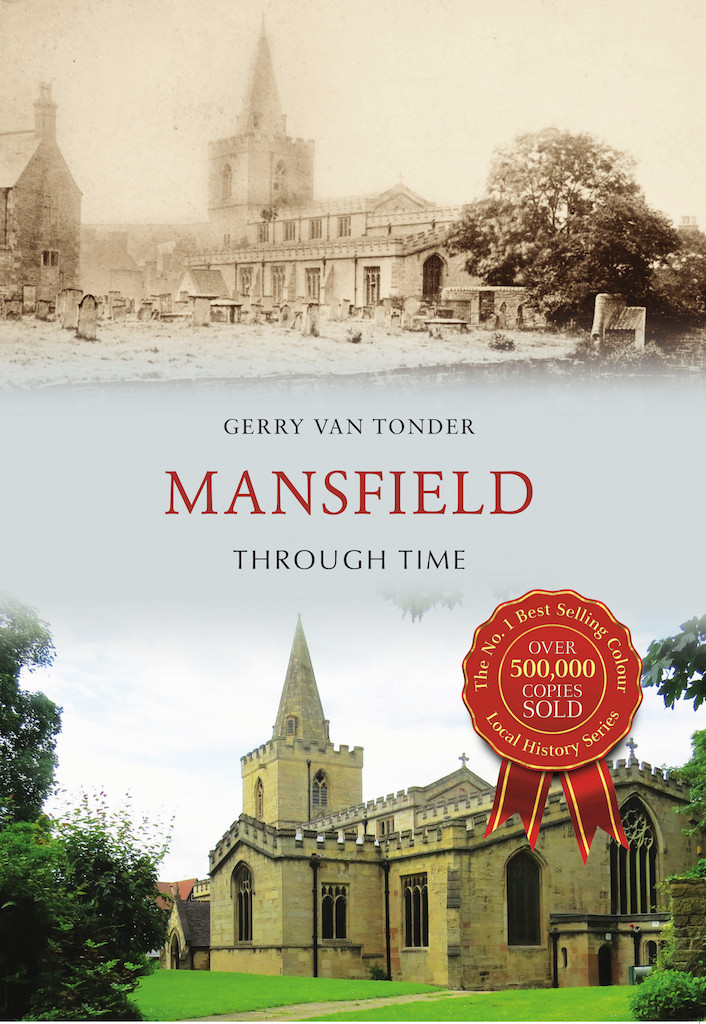 GERRY VAN TONDER
MANSFIELD
THROUGH TIME
The No. 1 Best Selling Colour
OVER
500,000
COPIES
SOLD
Local History Series